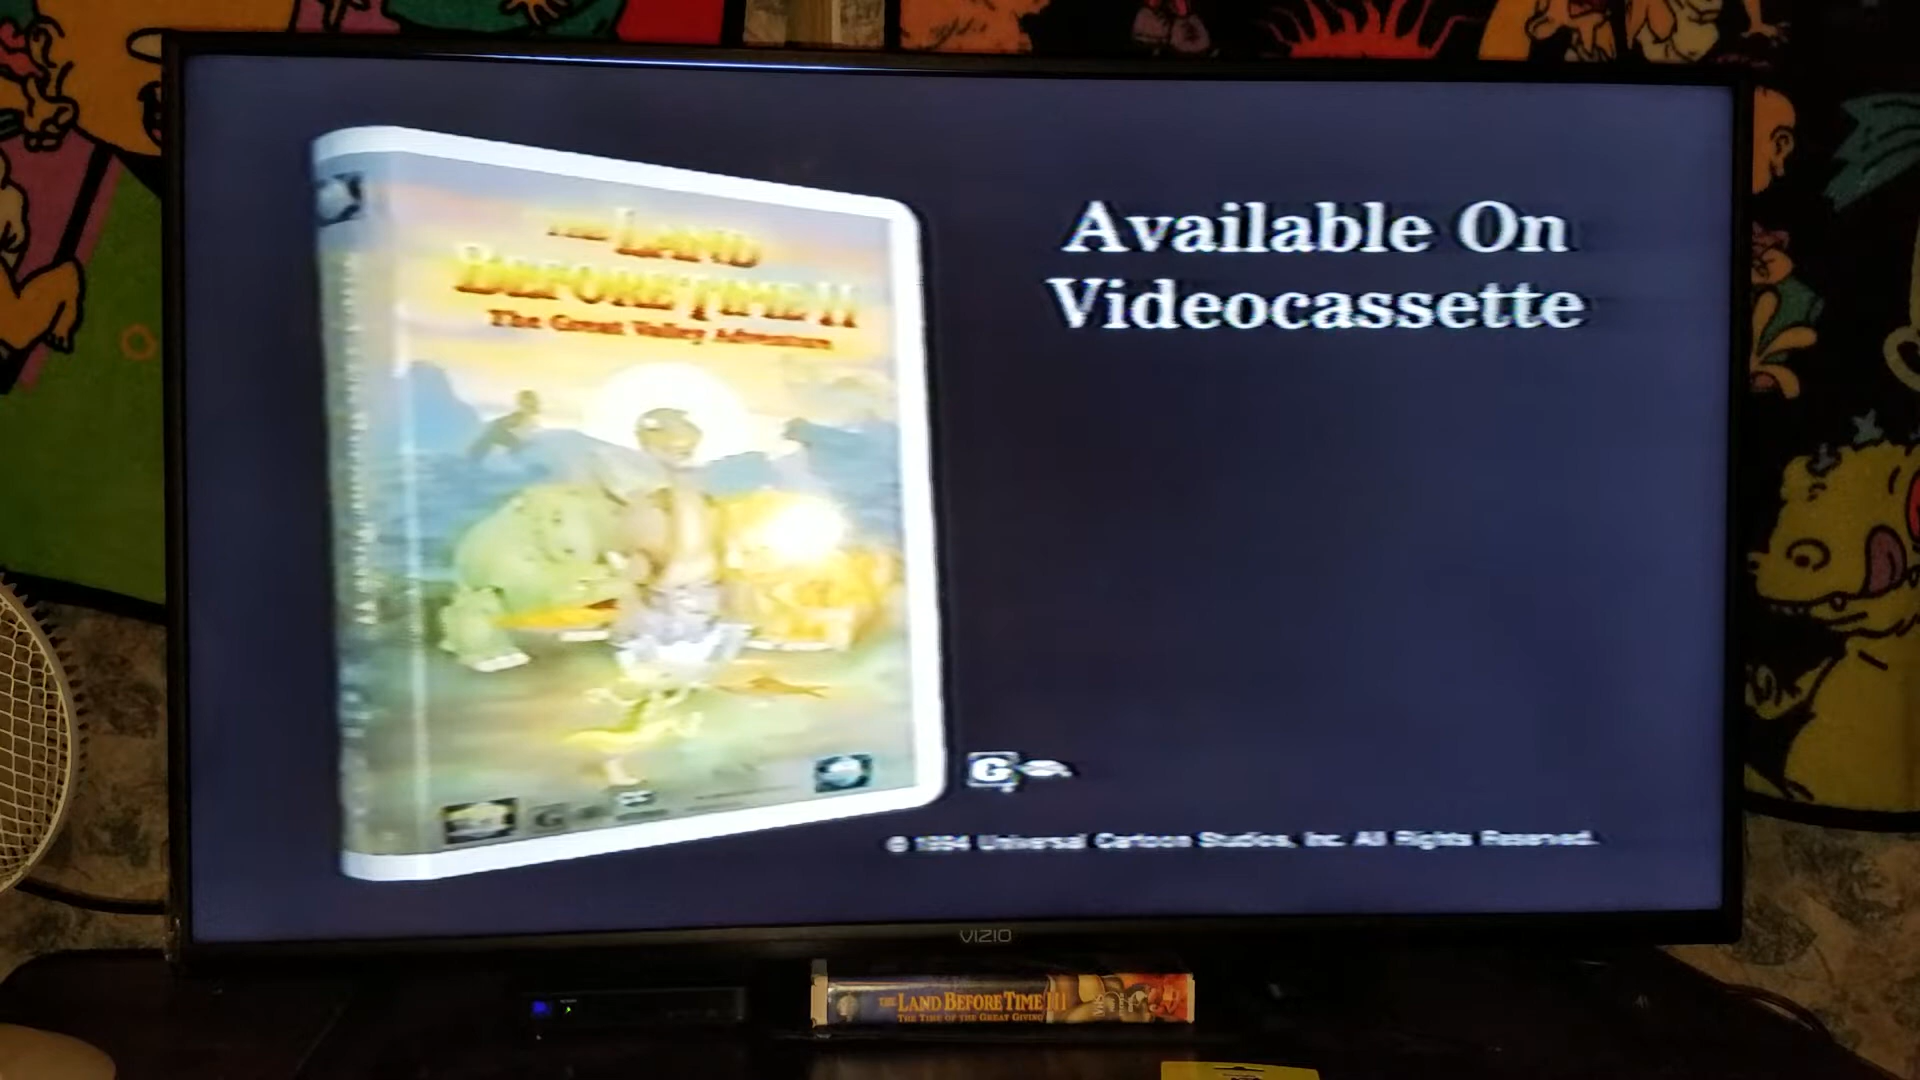 THE LAND
BEFORE TIME II
The Great Valley Adventure
Available On
Videocassette
G
© 1994 Universal Cartoon Studios, Inc. All Rights Reserved.
VIZIO
THE LAND BEFORE TIME III
THE TIME OF THE GREAT GIVING
VHS